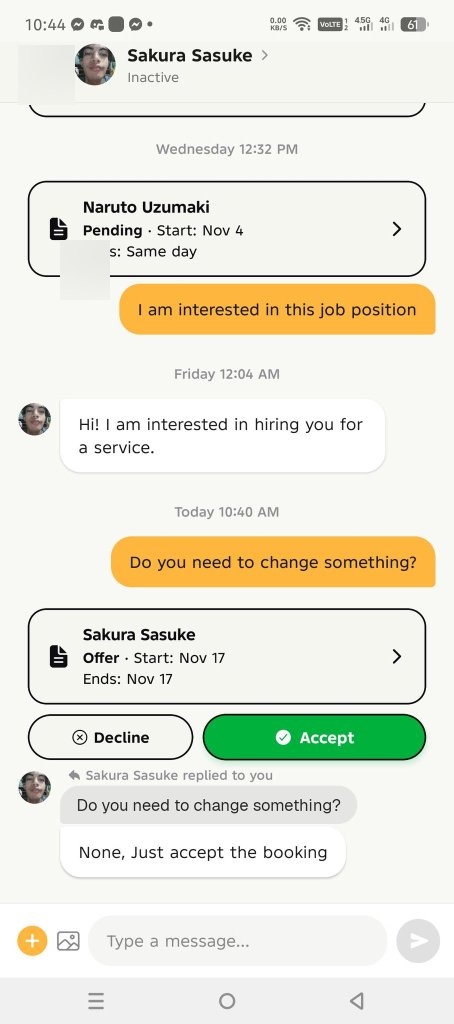 10:44
0.00
KB/S
VoLTE
1
2
4.5G
4G
61
Sakura Sasuke
Inactive
Wednesday 12:32 PM
Naruto Uzumaki
Pending · Start: Nov 4
s: Same day
I am interested in this job position
Friday 12:04 AM
Hi! I am interested in hiring you for
a service.
Today 10:40 AM
Do you need to change something?
Sakura Sasuke
Offer · Start: Nov 17
Ends: Nov 17
Decline
Accept
Sakura Sasuke replied to you
Do you need to change something?
None, Just accept the booking
Type a message...